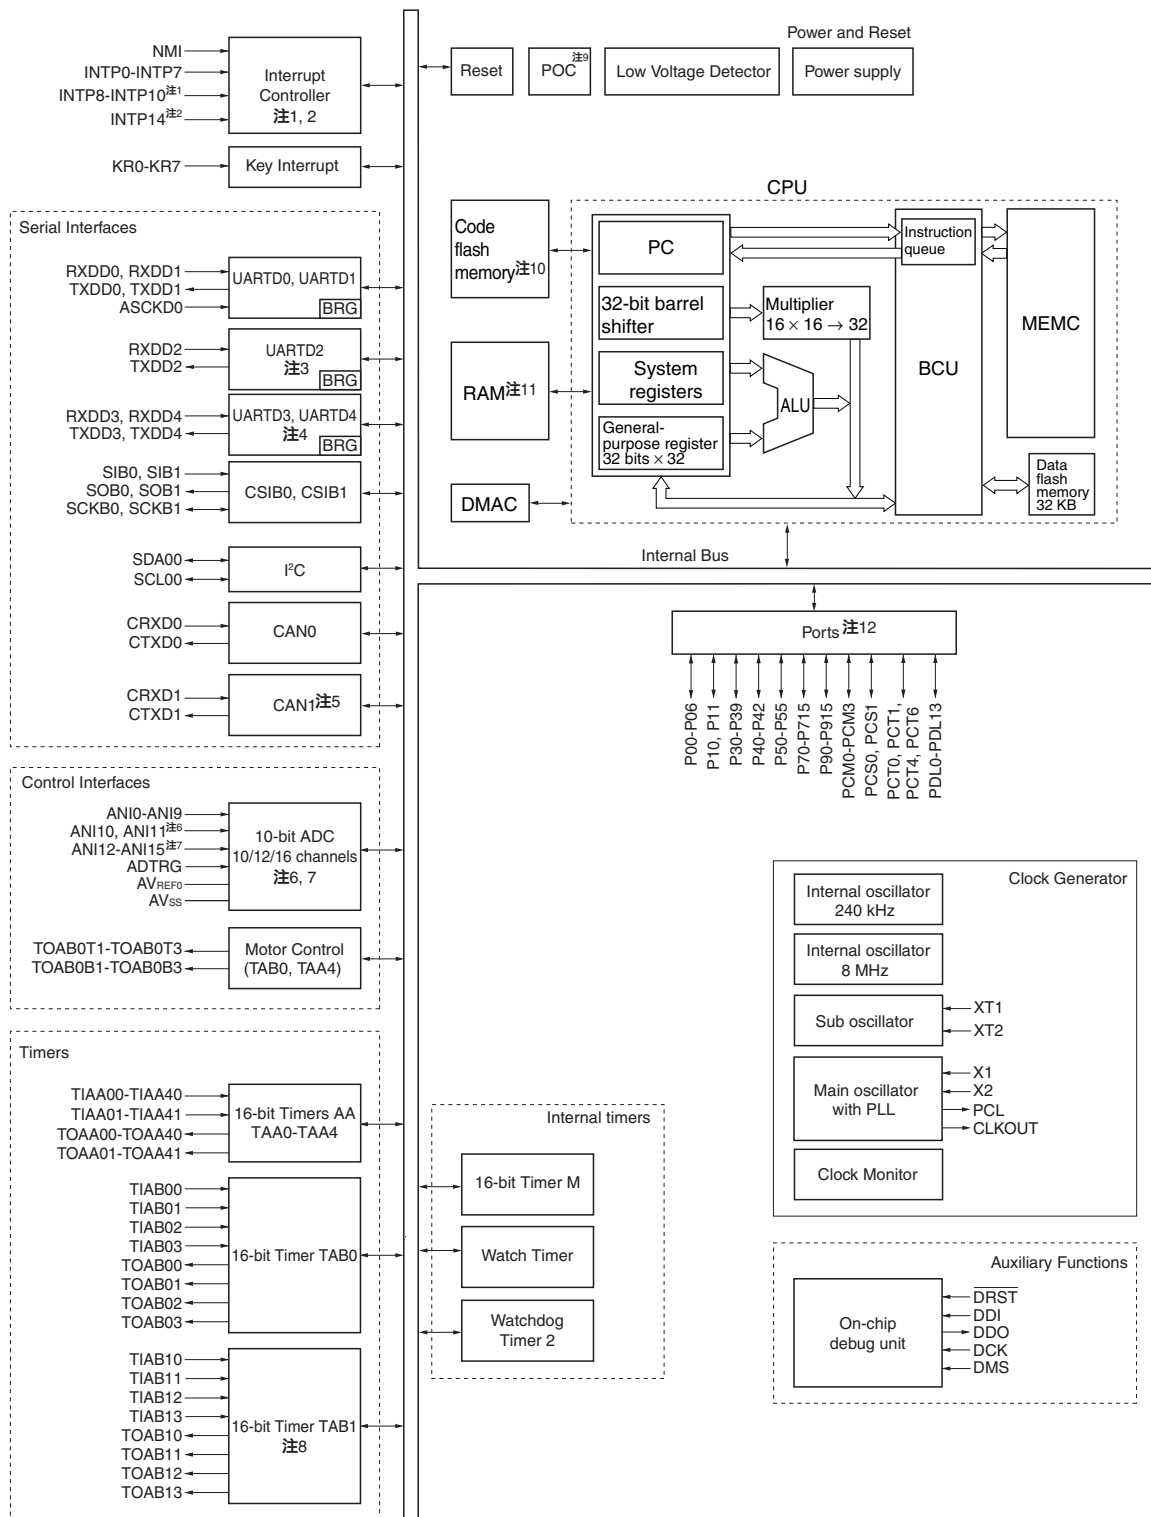 NMI
INTP0-INTP7
INTP8-INTP10注1
INTP14注2
Interrupt
Controller
注1, 2
KR0-KR7
Key Interrupt
Serial Interfaces
RXDD0, RXDD1
TXDD0, TXDD1
ASCKD0
UARTD0, UARTD1
BRG
RXDD2
TXDD2
UARTD2
注3
BRG
RXDD3, RXDD4
TXDD3, TXDD4
UARTD3, UARTD4
注4
BRG
SIB0, SIB1
SOB0, SOB1
SCKB0, SCKB1
CSIB0, CSIB1
SDA00
SCL00
I²C
CRXD0
CTXD0
CAN0
CRXD1
CTXD1
CAN1注5
Control Interfaces
ANI0-ANI9
ANI10, ANI11注6
ANI12-ANI15注7
ADTRG
AVREF0
AVSS
10-bit ADC
10/12/16 channels
注6, 7
TOAB0T1-TOAB0T3
TOAB0B1-TOAB0B3
Motor Control
(TAB0, TAA4)
Timers
TIAA00-TIAA40
TIAA01-TIAA41
TOAA00-TOAA40
TOAA01-TOAA41
16-bit Timers AA
TAA0-TAA4
TIAB00
TIAB01
TIAB02
TIAB03
TOAB00
TOAB01
TOAB02
TOAB03
16-bit Timer TAB0
TIAB10
TIAB11
TIAB12
TIAB13
TOAB10
TOAB11
TOAB12
TOAB13
16-bit Timer TAB1
注8
Power and Reset
Reset
POC注9
Low Voltage Detector
Power supply
CPU
Code
flash
memory注10
RAM注11
DMAC
PC
32-bit barrel
shifter
System
registers
General-
purpose register
32 bits × 32
Multiplier
16 × 16 → 32
ALU
Instruction
queue
BCU
MEMC
Data
flash
memory
32 KB
Internal Bus
Ports注12
P00-P06
P10, P11
P30-P39
P40-P42
P50-P55
P70-P715
P90-P915
PCM0-PCM3
PCS0, PCS1
PCT0, PCT1,
PCT4, PCT6
PDL0-PDL13
Clock Generator
Internal oscillator
240 kHz
Internal oscillator
8 MHz
Sub oscillator
XT1
XT2
Main oscillator
with PLL
X1
X2
PCL
CLKOUT
Clock Monitor
Internal timers
16-bit Timer M
Watch Timer
Watchdog
Timer 2
Auxiliary Functions
On-chip
debug unit
DRST
DDI
DDO
DCK
DMS